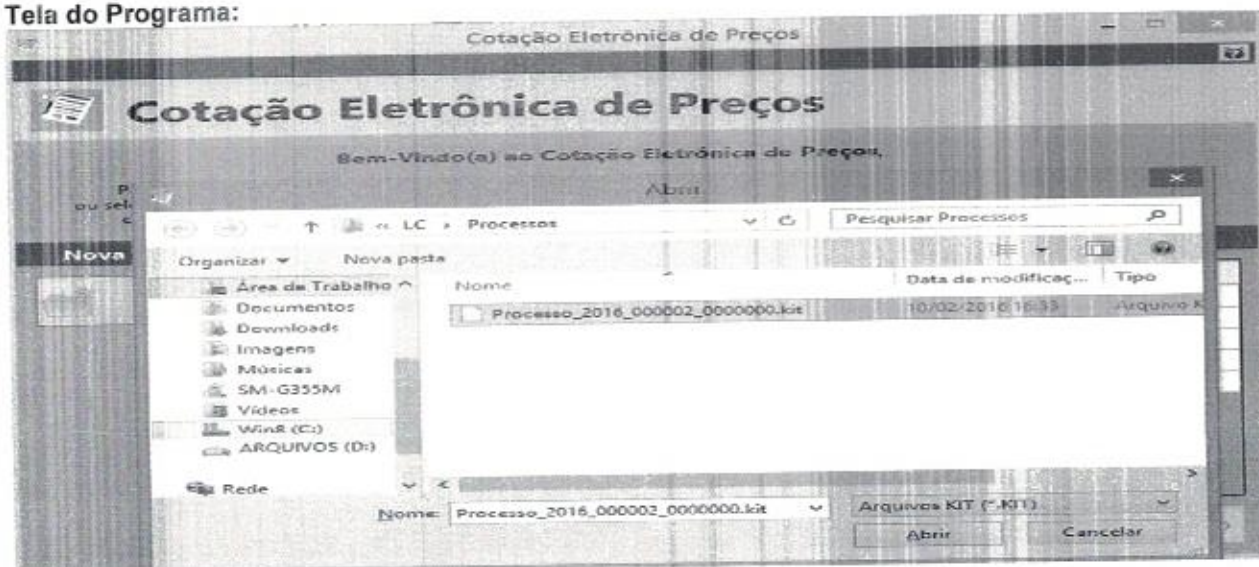 Tela do Programa:
Cotação Eletrônica de Preços
Cotação Eletrônica de Preços
Bem-Vindo(a) ao Cotação Eletrônica de Preços,
Abrir
P
ou sel
c
« LC › Processos
Pesquisar Processos
Nova
Organizar
Nova pasta
Nome
Data de modificaç...
Tipo
Área de Trabalho
Documentos
Downloads
Imagens
Músicas
SM-G355M
Vídeos
Win8 (C:)
ARQUIVOS (D:)
Rede
Processo_2016_000002_0000000.kit
10/02/2016 16:33
Arquivo K
Nome:
Processo_2016_000002_0000000.kit
Arquivos KIT (*.KIT)
Abrir
Cancelar